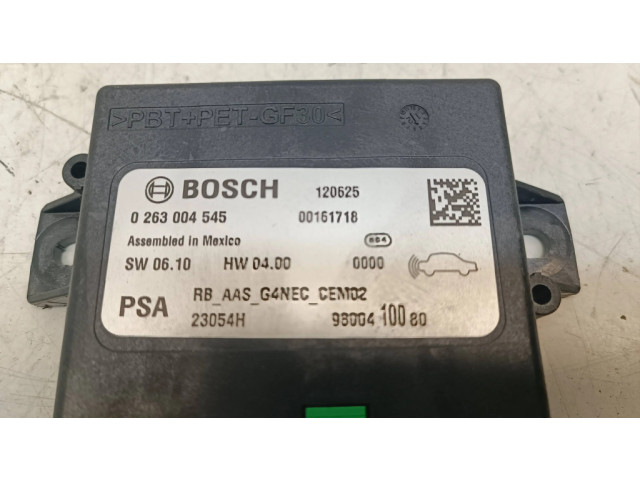 >PBT+PET-GF30<
BOSCH 120625
0 263 004 545 00161718
Assembled in Mexico
SW 06.10 HW 04.00 0000
PSA RB_AAS_G4NEC_CEM02
23054H 98004 100 80